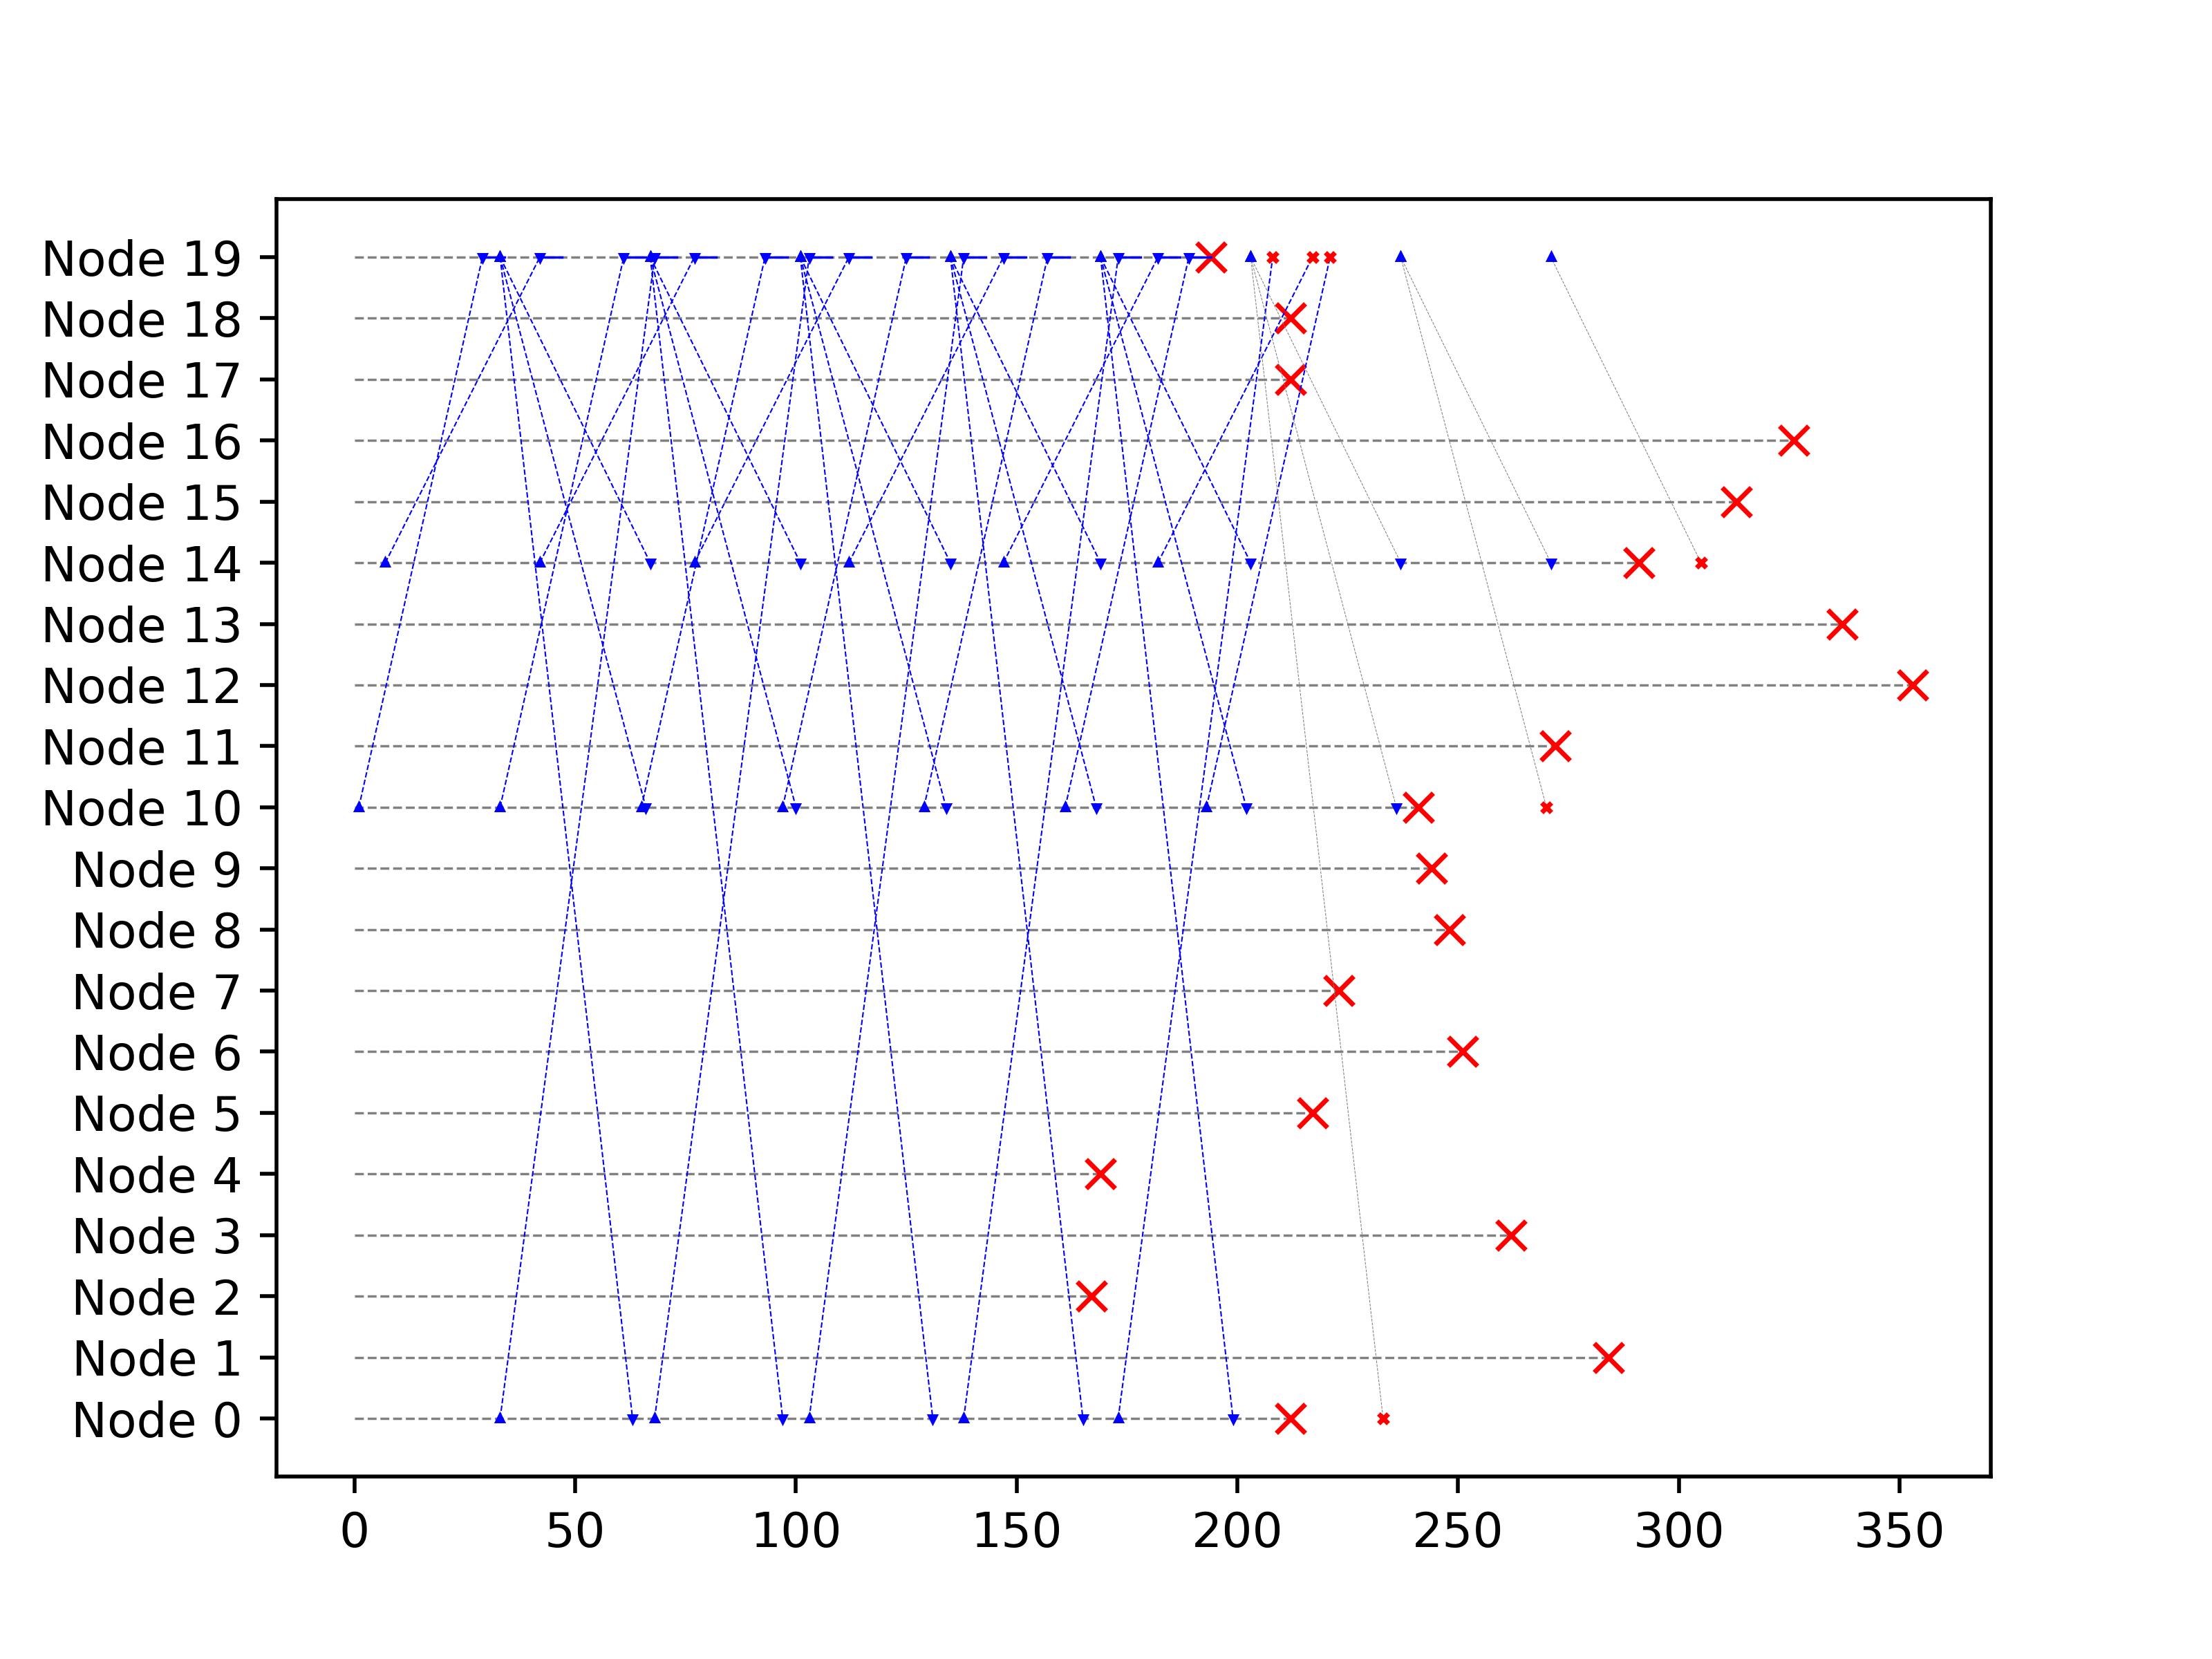 Node 19
Node 18
Node 17
Node 16
Node 15
Node 14
Node 13
Node 12
Node 11
Node 10
Node 9
Node 8
Node 7
Node 6
Node 5
Node 4
Node 3
Node 2
Node 1
Node 0
0 50 100 150 200 250 300 350